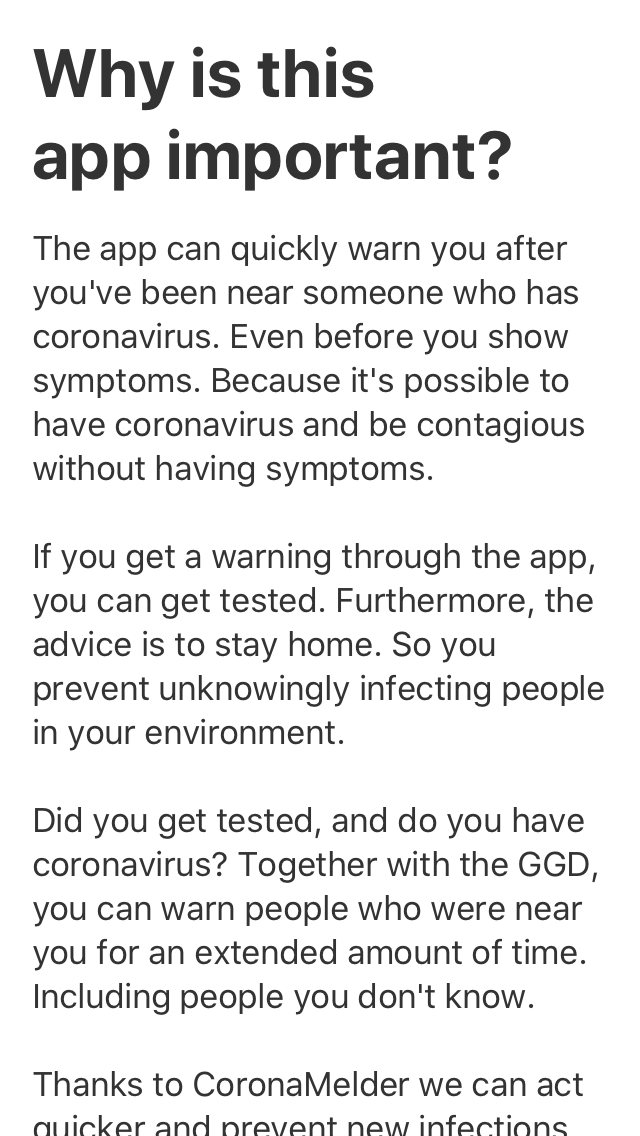 Why is this
app important?
The app can quickly warn you after
you've been near someone who has
coronavirus. Even before you show
symptoms. Because it's possible to
have coronavirus and be contagious
without having symptoms.
If you get a warning through the app,
you can get tested. Furthermore, the
advice is to stay home. So you
prevent unknowingly infecting people
in your environment.
Did you get tested, and do you have
coronavirus? Together with the GGD,
you can warn people who were near
you for an extended amount of time.
Including people you don't know.
Thanks to CoronaMelder we can act
quicker and prevent new infections.